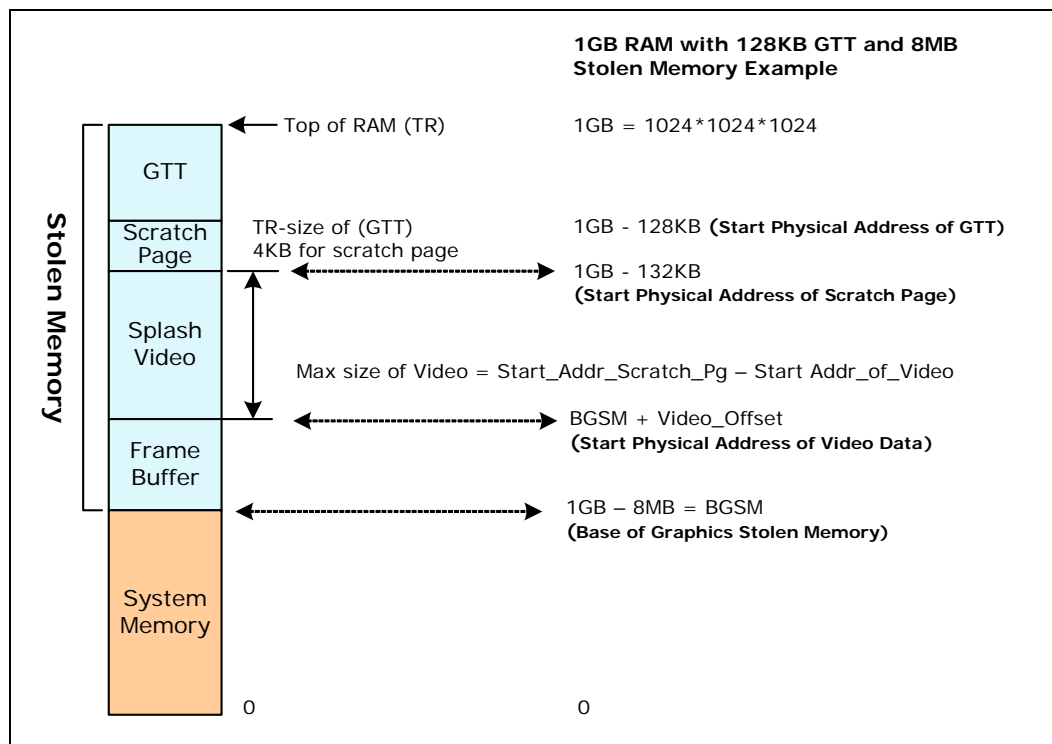 1GB RAM with 128KB GTT and 8MB
Stolen Memory Example
Top of RAM (TR)
1GB = 1024*1024*1024
GTT
Stolen Memory
Scratch
Page
TR-size of (GTT)
4KB for scratch page
1GB - 128KB (Start Physical Address of GTT)
1GB - 132KB
(Start Physical Address of Scratch Page)
Splash
Video
Max size of Video = Start_Addr_Scratch_Pg – Start Addr_of_Video
BGSM + Video_Offset
(Start Physical Address of Video Data)
Frame
Buffer
1GB – 8MB = BGSM
(Base of Graphics Stolen Memory)
System
Memory
0
0